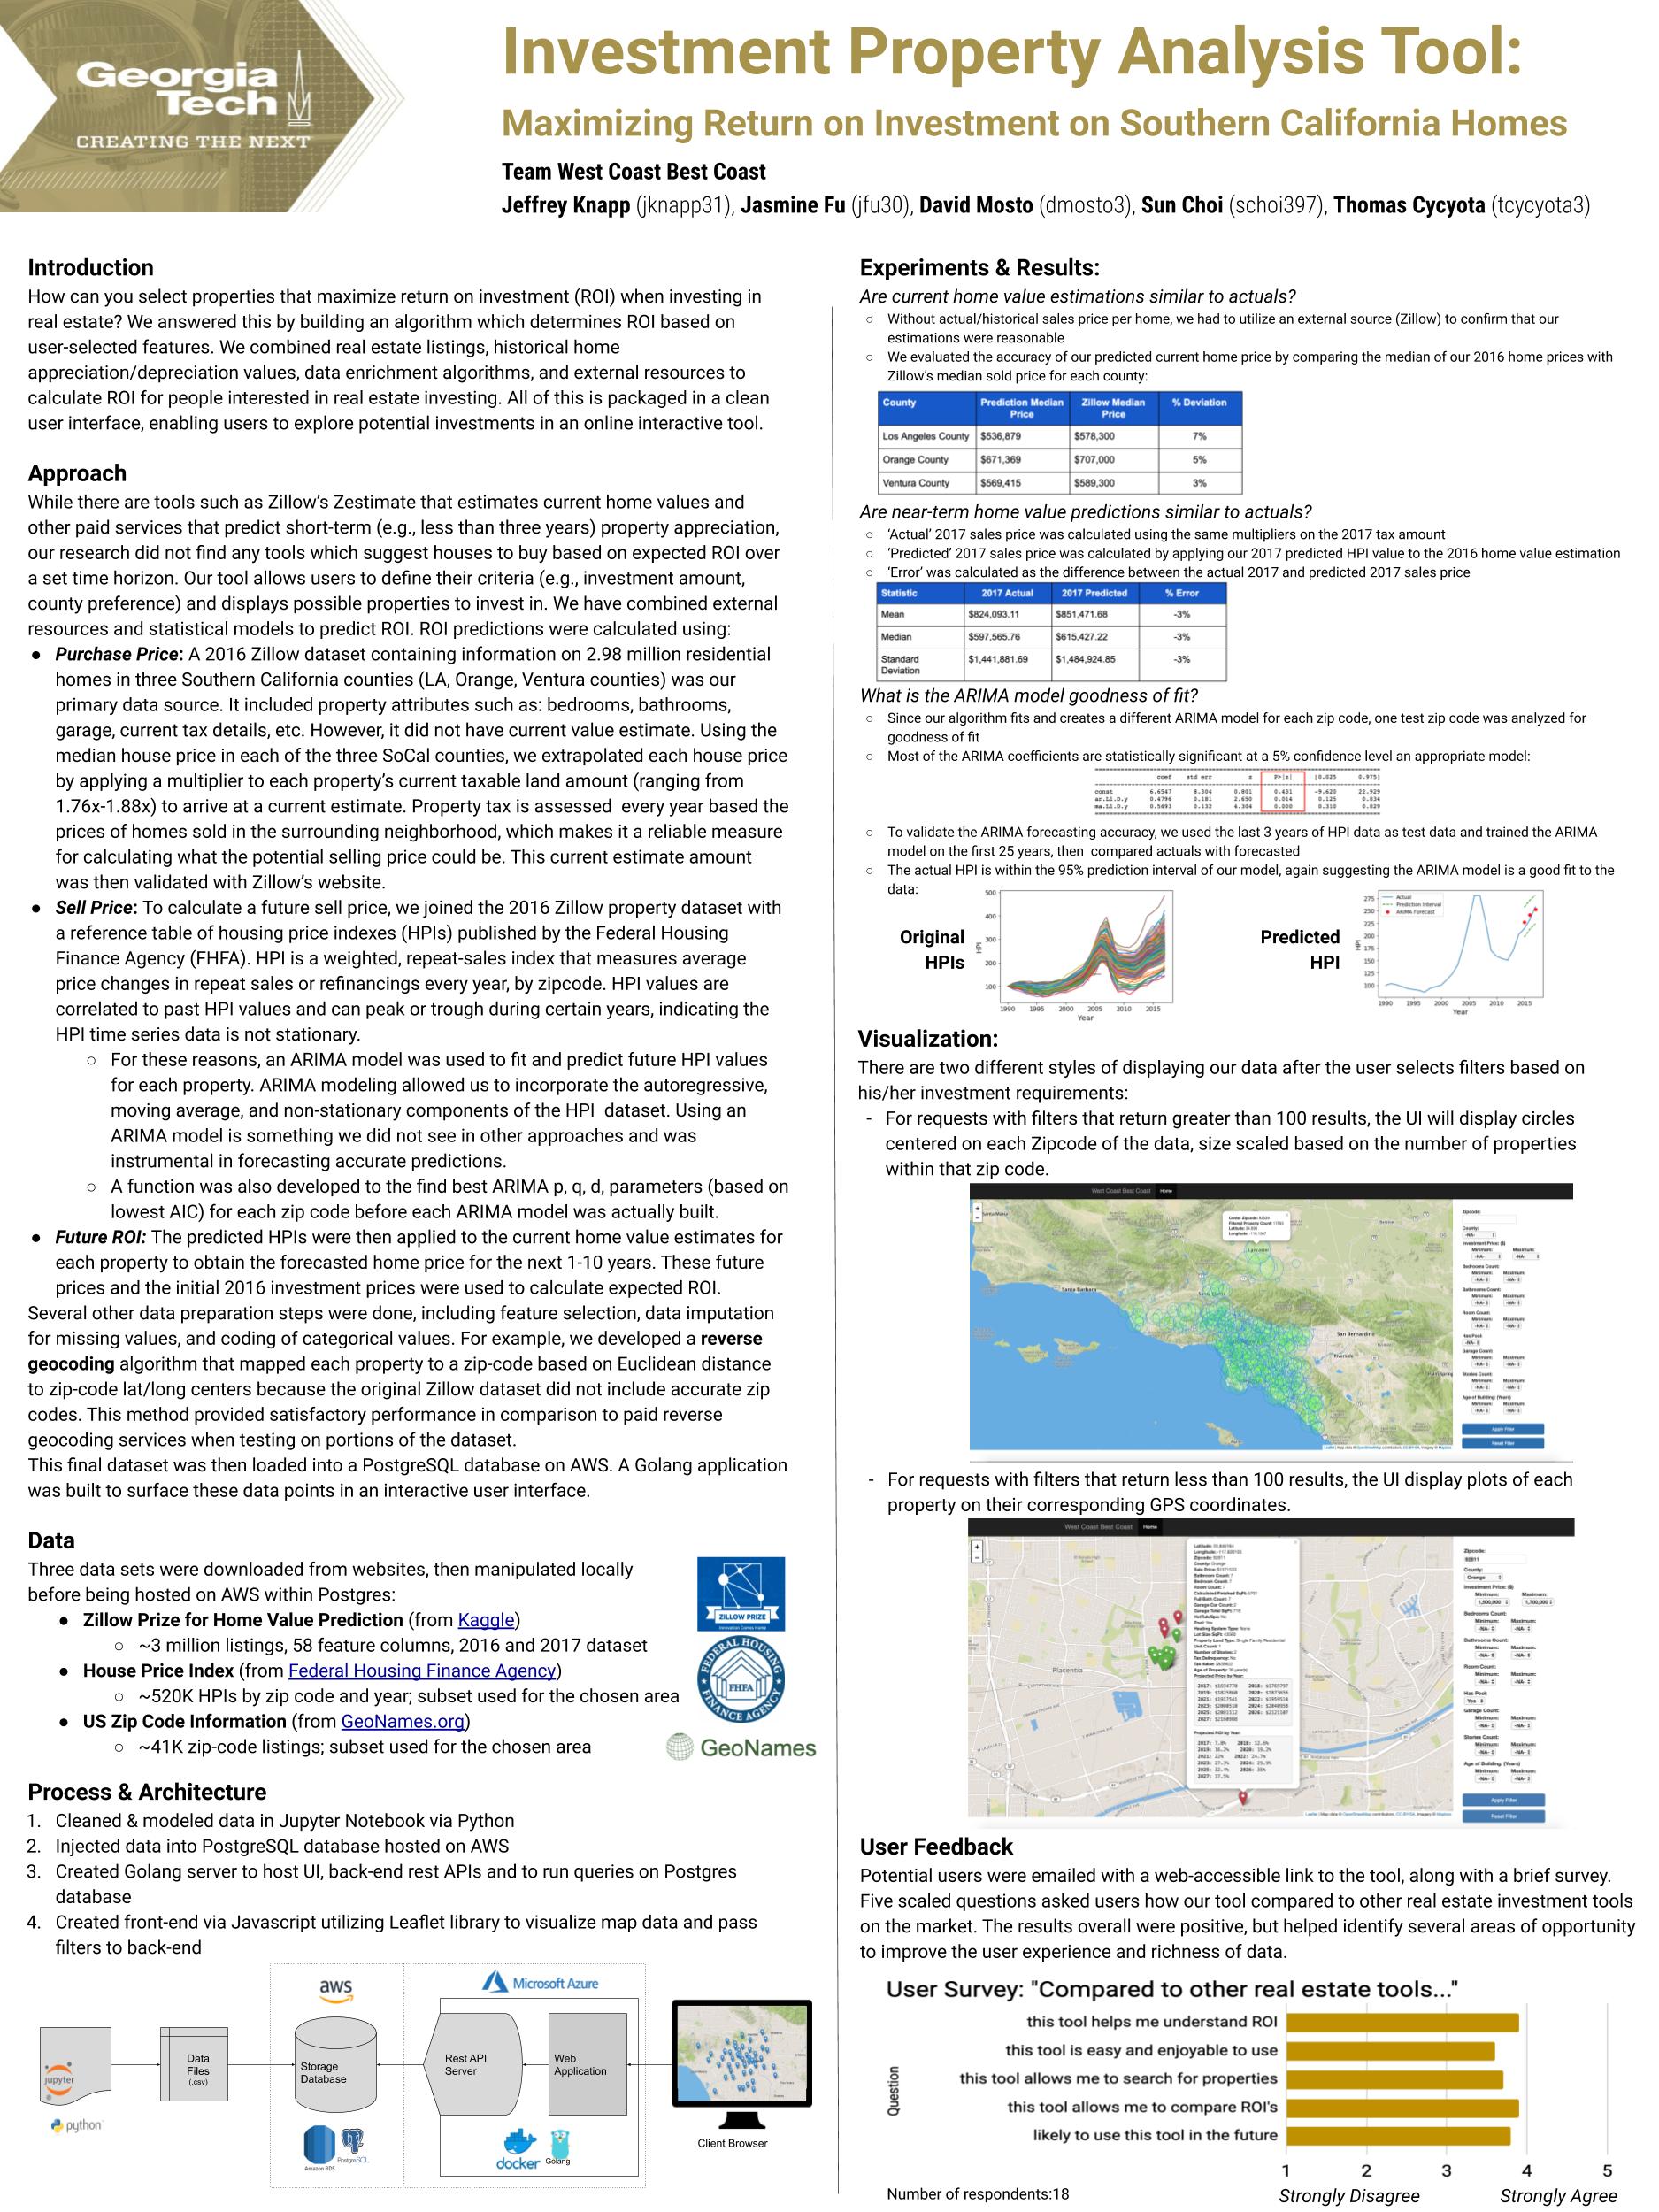 Georgia
Tech
CREATING THE NEXT
Investment Property Analysis Tool:
Maximizing Return on Investment on Southern California Homes
Team West Coast Best Coast
Jeffrey Knapp (jknapp31), Jasmine Fu (jfu30), David Mosto (dmosto3), Sun Choi (schoi397), Thomas Cycyota (tcycyota3)
Introduction
How can you select properties that maximize return on investment (ROI) when investing in
real estate? We answered this by building an algorithm which determines ROI based on
user-selected features. We combined real estate listings, historical home
appreciation/depreciation values, data enrichment algorithms, and external resources to
calculate ROI for people interested in real estate investing. All of this is packaged in a clean
user interface, enabling users to explore potential investments in an online interactive tool.
Approach
While there are tools such as Zillow's Zestimate that estimates current home values and
other paid services that predict short-term (e.g., less than three years) property appreciation,
our research did not find any tools which suggest houses to buy based on expected ROI over
a set time horizon. Our tool allows users to define their criteria (e.g., investment amount,
county preference) and displays possible properties to invest in. We have combined external
resources and statistical models to predict ROI. ROI predictions were calculated using:
● Purchase Price: A 2016 Zillow dataset containing information on 2.98 million residential
homes in three Southern California counties (LA, Orange, Ventura counties) was our
primary data source. It included property attributes such as: bedrooms, bathrooms,
garage, current tax details, etc. However, it did not have current value estimate. Using the
median house price in each of the three SoCal counties, we extrapolated each house price
by applying a multiplier to each property's current taxable land amount (ranging from
1.76x-1.88x) to arrive at a current estimate. Property tax is assessed every year based the
prices of homes sold in the surrounding neighborhood, which makes it a reliable measure
for calculating what the potential selling price could be. This current estimate amount
was then validated with Zillow's website.
● Sell Price: To calculate a future sell price, we joined the 2016 Zillow property dataset with
a reference table of housing price indexes (HPIs) published by the Federal Housing
Finance Agency (FHFA). HPI is a weighted, repeat-sales index that measures average
price changes in repeat sales or refinancings every year, by zipcode. HPI values are
correlated to past HPI values and can peak or trough during certain years, indicating the
HPI time series data is not stationary.
○ For these reasons, an ARIMA model was used to fit and predict future HPI values
for each property. ARIMA modeling allowed us to incorporate the autoregressive,
moving average, and non-stationary components of the HPI dataset. Using an
ARIMA model is something we did not see in other approaches and was
instrumental in forecasting accurate predictions.
○ A function was also developed to the find best ARIMA p, q, d, parameters (based on
lowest AIC) for each zip code before each ARIMA model was actually built.
● Future ROI: The predicted HPIs were then applied to the current home value estimates for
each property to obtain the forecasted home price for the next 1-10 years. These future
prices and the initial 2016 investment prices were used to calculate expected ROI.
Several other data preparation steps were done, including feature selection, data imputation
for missing values, and coding of categorical values. For example, we developed a reverse
geocoding algorithm that mapped each property to a zip-code based on Euclidean distance
to zip-code lat/long centers because the original Zillow dataset did not include accurate zip
codes. This method provided satisfactory performance in comparison to paid reverse
geocoding services when testing on portions of the dataset.
This final dataset was then loaded into a PostgreSQL database on AWS. A Golang application
was built to surface these data points in an interactive user interface.
Data
Three data sets were downloaded from websites, then manipulated locally
before being hosted on AWS within Postgres:
● Zillow Prize for Home Value Prediction (from Kaggle)
○ ~3 million listings, 58 feature columns, 2016 and 2017 dataset
● House Price Index (from Federal Housing Finance Agency)
○ ~520K HPIs by zip code and year; subset used for the chosen area
● US Zip Code Information (from GeoNames.org)
○ ~41K zip-code listings; subset used for the chosen area
ZILLOW PRIZE
FEDERAL HOUSING
FHFA
FINANCE AGENCY
GeoNames
Process & Architecture
1. Cleaned & modeled data in Jupyter Notebook via Python
2. Injected data into PostgreSQL database hosted on AWS
3. Created Golang server to host UI, back-end rest APIs and to run queries on Postgres
database
4. Created front-end via Javascript utilizing Leaflet library to visualize map data and pass
filters to back-end
aws
Microsoft Azure
jupyter
python
Data
Files
(.csv)
Storage
Database
Rest API
Server
Web
Application
Client Browser
Amazon RDS
PostgreSQL
docker
Golang
Experiments & Results:
Are current home value estimations similar to actuals?
○ Without actual/historical sales price per home, we had to utilize an external source (Zillow) to confirm that our
estimations were reasonable
○ We evaluated the accuracy of our predicted current home price by comparing the median of our 2016 home prices with
Zillow's median sold price for each county:
County Prediction Median Price Zillow Median Price % Deviation
Los Angeles County $536,879 $578,300 7%
Orange County $671,369 $707,000 5%
Ventura County $569,415 $589,300 3%
Are near-term home value predictions similar to actuals?
○ 'Actual' 2017 sales price was calculated using the same multipliers on the 2017 tax amount
○ 'Predicted' 2017 sales price was calculated by applying our 2017 predicted HPI value to the 2016 home value estimation
○ 'Error' was calculated as the difference between the actual 2017 and predicted 2017 sales price
Statistic 2017 Actual 2017 Predicted % Error
Mean $824,093.11 $851,471.68 -3%
Median $597,565.76 $615,427.22 -3%
Standard Deviation $1,441,881.69 $1,484,924.85 -3%
What is the ARIMA model goodness of fit?
○ Since our algorithm fits and creates a different ARIMA model for each zip code, one test zip code was analyzed for
goodness of fit
○ Most of the ARIMA coefficients are statistically significant at a 5% confidence level an appropriate model:
coef std err z P>|z| [0.025 0.975]
const 6.6547 8.304 0.801 0.431 -9.620 22.929
ar.L1.D.y 0.4796 0.181 2.650 0.014 0.125 0.834
ma.L1.D.y 0.5693 0.132 4.304 0.000 0.310 0.829
○ To validate the ARIMA forecasting accuracy, we used the last 3 years of HPI data as test data and trained the ARIMA
model on the first 25 years, then compared actuals with forecasted
○ The actual HPI is within the 95% prediction interval of our model, again suggesting the ARIMA model is a good fit to the
data:
Original
HPIs
HPI
500
400
300
200
100
1990 1995 2000 2005 2010 2015
Year
Predicted
HPI
HPI
275
250
225
200
175
150
125
100
Actual
Prediction Interval
ARIMA Forecast
1990 1995 2000 2005 2010 2015
Year
Visualization:
There are two different styles of displaying our data after the user selects filters based on
his/her investment requirements:
- For requests with filters that return greater than 100 results, the UI will display circles
centered on each Zipcode of the data, size scaled based on the number of properties
within that zip code.
West Coast Best Coast Home
Santa Barbara
San Bernardino
Zipcode:
County:
Investment Price: ($)
Minimum: Maximum:
Bedrooms Count:
Bathrooms Count:
Room Count:
Has Pool:
Garage Count:
Stories Count:
Age of Building: (Years)
Apply Filter
Reset Filter
- For requests with filters that return less than 100 results, the UI display plots of each
property on their corresponding GPS coordinates.
West Coast Best Coast Home
Placentia
Zipcode:
County:
Orange
Investment Price: ($)
Minimum: Maximum:
1,000,000 1,700,000
Bedrooms Count:
Bathrooms Count:
Room Count:
Has Pool:
Yes
Garage Count:
Stories Count:
Age of Building: (Years)
Apply Filter
Reset Filter
User Feedback
Potential users were emailed with a web-accessible link to the tool, along with a brief survey.
Five scaled questions asked users how our tool compared to other real estate investment tools
on the market. The results overall were positive, but helped identify several areas of opportunity
to improve the user experience and richness of data.
User Survey: "Compared to other real estate tools..."
Question
this tool helps me understand ROI
this tool is easy and enjoyable to use
this tool allows me to search for properties
this tool allows me to compare ROI's
likely to use this tool in the future
1 2 3 4 5
Number of respondents:18
Strongly Disagree Strongly Agree